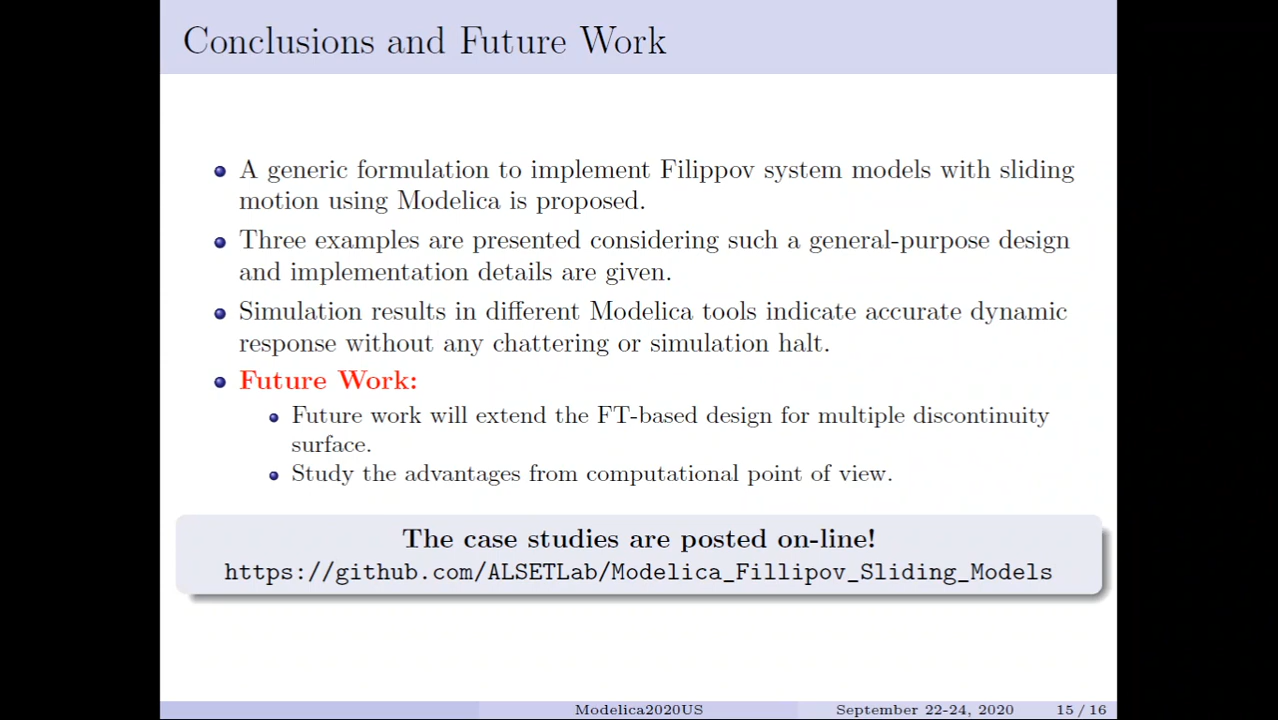 Conclusions and Future Work
A generic formulation to implement Filippov system models with sliding
motion using Modelica is proposed.
Three examples are presented considering such a general-purpose design
and implementation details are given.
Simulation results in different Modelica tools indicate accurate dynamic
response without any chattering or simulation halt.
Future Work:
Future work will extend the FT-based design for multiple discontinuity
surface.
Study the advantages from computational point of view.
The case studies are posted on-line!
https://github.com/ALSETLab/Modelica_Fillipov_Sliding_Models
Modelica2020US September 22-24, 2020 15 / 16